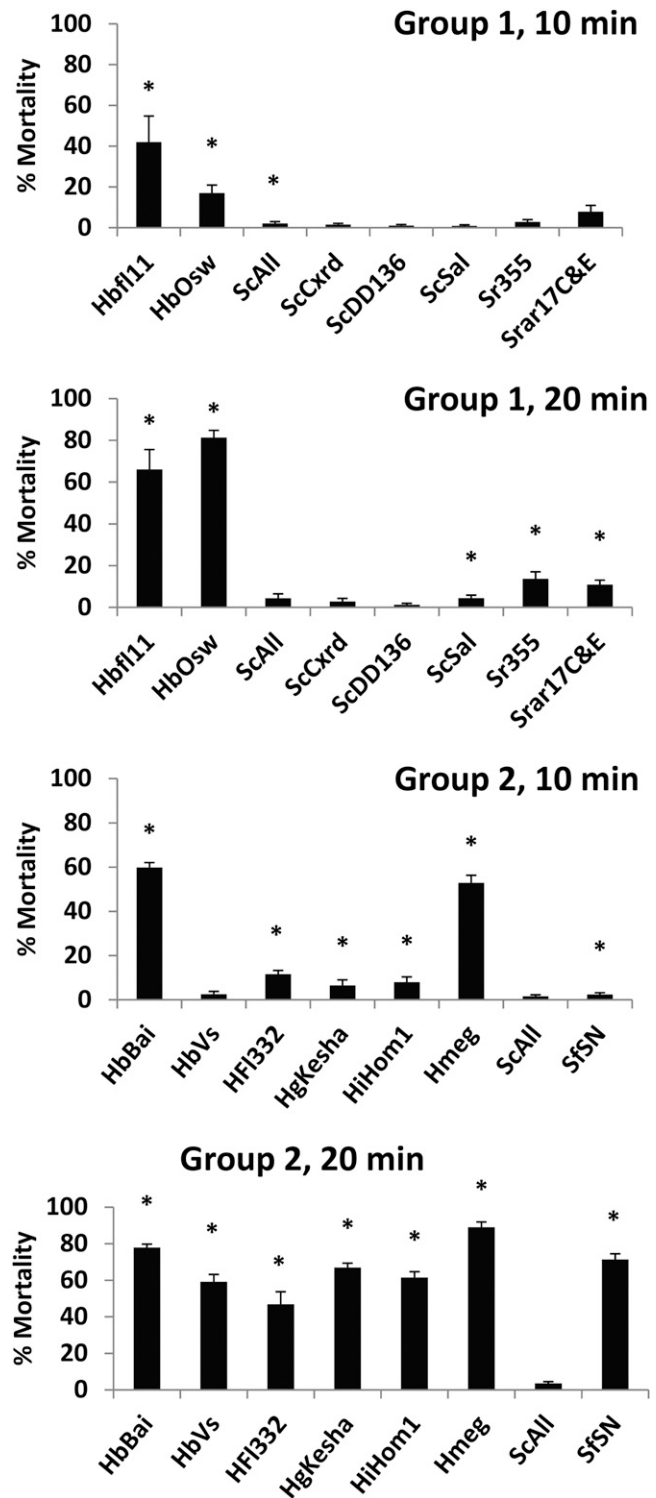 Group 1, 10 min
% Mortality
100
80
60
40
20
0
* * *
Hbfl11 HbOsw ScAll ScCxrd ScDD136 ScSal Sr355 Srar17C&E
Group 1, 20 min
% Mortality
100
80
60
40
20
0
* * * * *
Hbfl11 HbOsw ScAll ScCxrd ScDD136 ScSal Sr355 Srar17C&E
Group 2, 10 min
% Mortality
100
80
60
40
20
0
* * * * * *
HbBai HbVs HFl332 HgKesha HiHom1 Hmeg ScAll SfSN
Group 2, 20 min
% Mortality
100
80
60
40
20
0
* * * * * * *
HbBai HbVs HFl332 HgKesha HiHom1 Hmeg ScAll SfSN